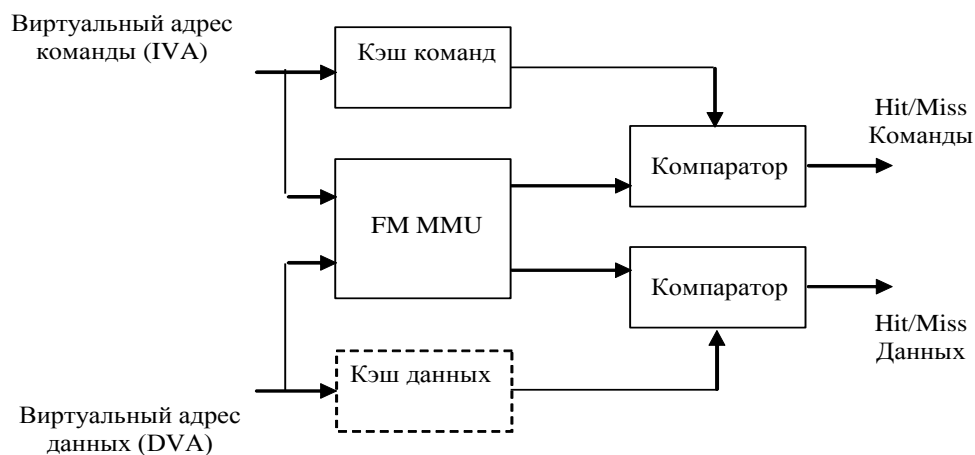 Виртуальный адрес
команды (IVA)
Кэш команд
Hit/Miss
Команды
Компаратор
FM MMU
Компаратор
Hit/Miss
Данных
Кэш данных
Виртуальный адрес
данных (DVA)